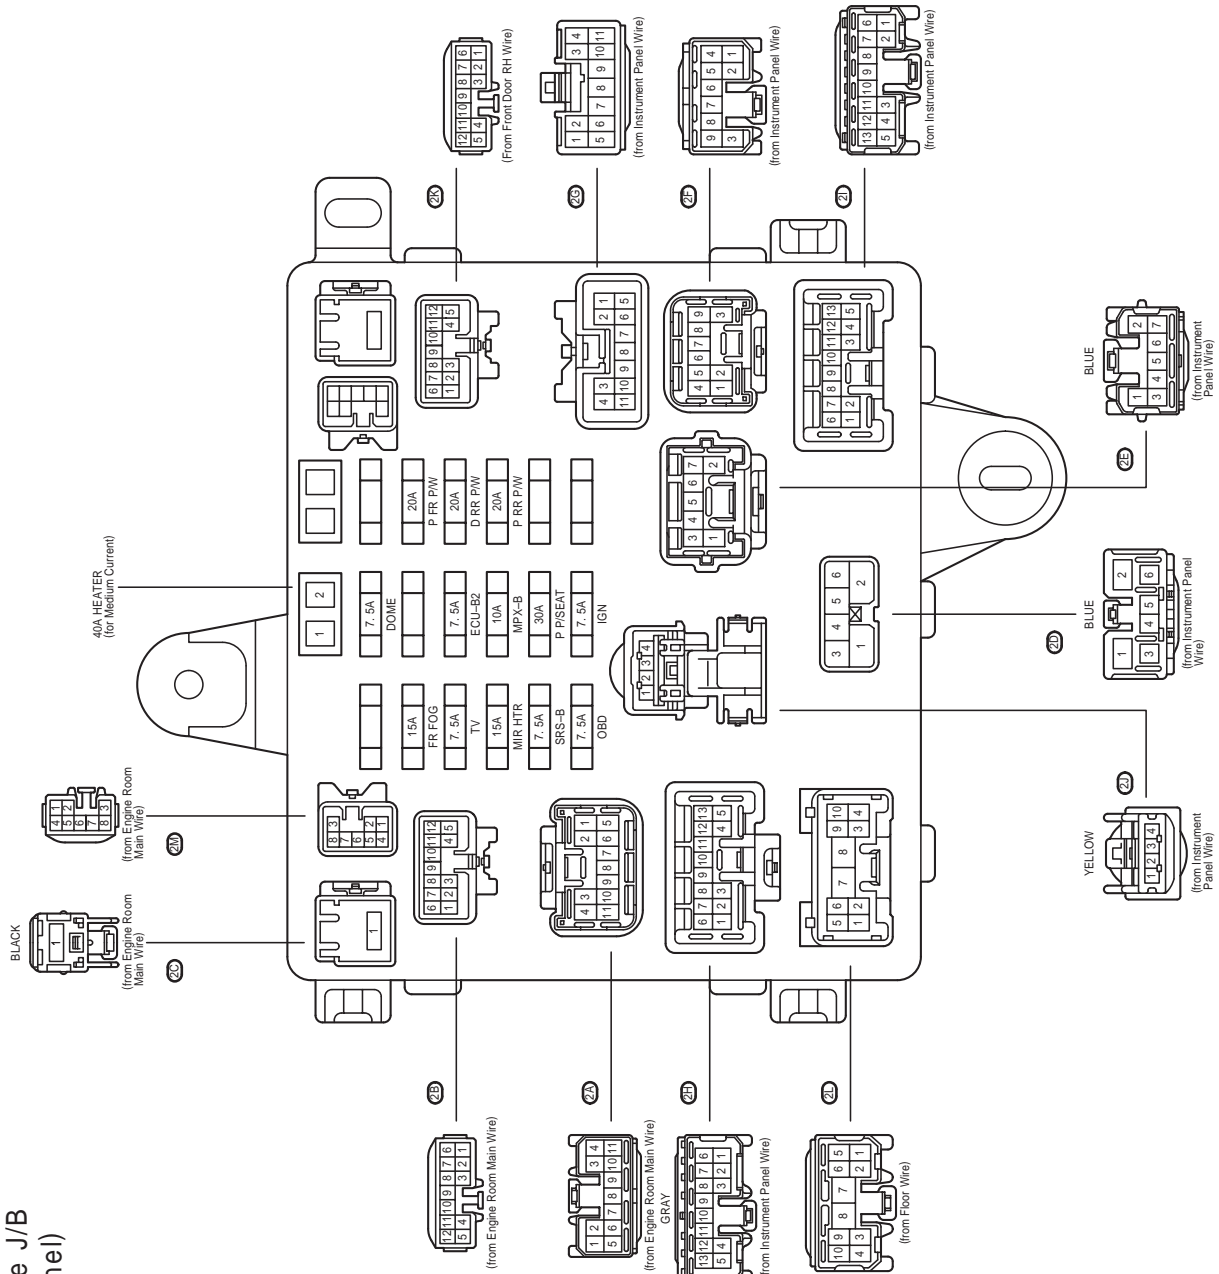 e J/B
nel)
BLACK
(from Engine Room
Main Wire)
2C
(from Engine Room
Main Wire)
2M
40A HEATER
(for Medium Current)
(From Front Door RH Wire)
2K
(from Instrument Panel Wire)
2G
(from Instrument Panel Wire)
2F
(from Instrument Panel Wire)
2I
20A
P FR P/W
20A
D RR P/W
20A
P RR P/W
1 2
7. 5A
DOME
7. 5A
ECU–B2
10A
MPX–B
30A
P P/SEAT
7. 5A
IGN
15A
FR FOG
7. 5A
TV
15A
MIR HTR
7. 5A
SRS–B
7. 5A
OBD
2B
(from Engine Room Main Wire)
2A
(from Engine Room Main Wire)
2H
GRAY
from Instrument Panel Wire)
2L
(from Floor Wire)
BLUE
2E
(from Instrument
Panel Wire)
BLUE
2D
(from Instrument Panel
Wire)
YELLOW
2J
(from Instrument
Panel Wire)